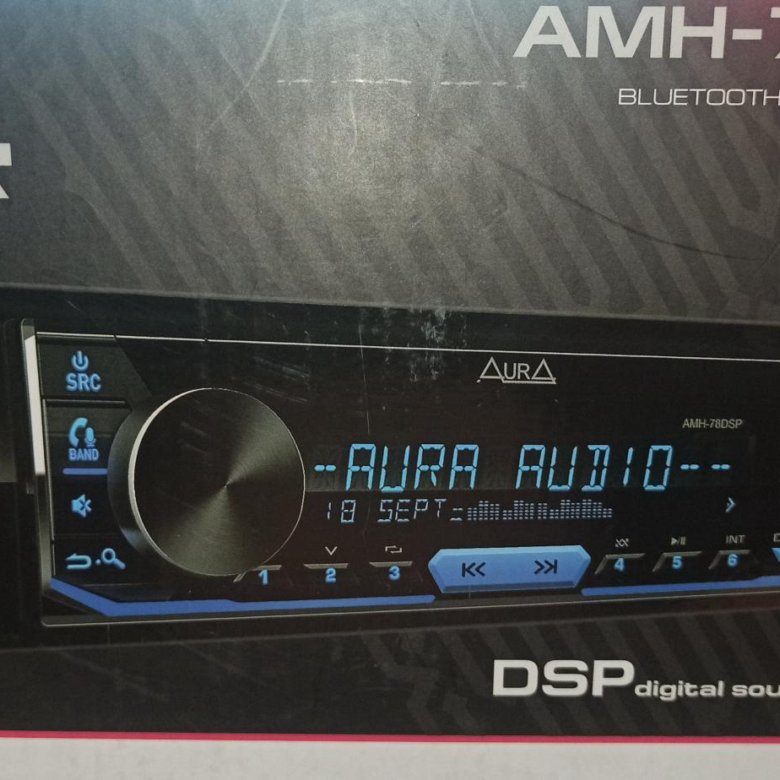 AMH-7
BLUETOOTH
SRC
AURA
BAND
AMH-78DSP
-AURA AUDIO--
18 SEPT
INT
1 2 3 4 5 6
DSP digital sou